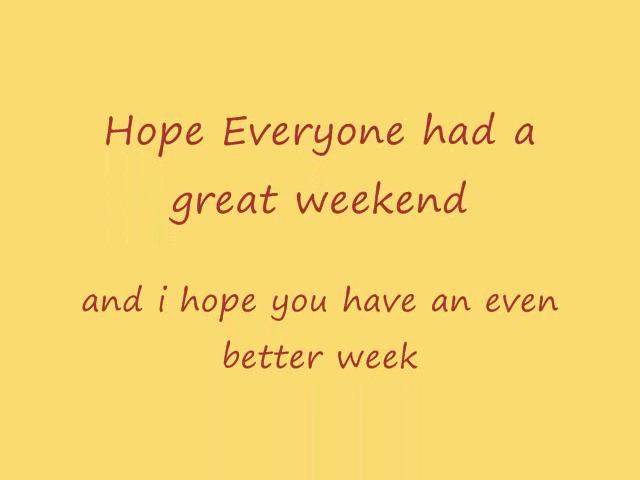 Hope Everyone had a
great weekend
and i hope you have an even
better week